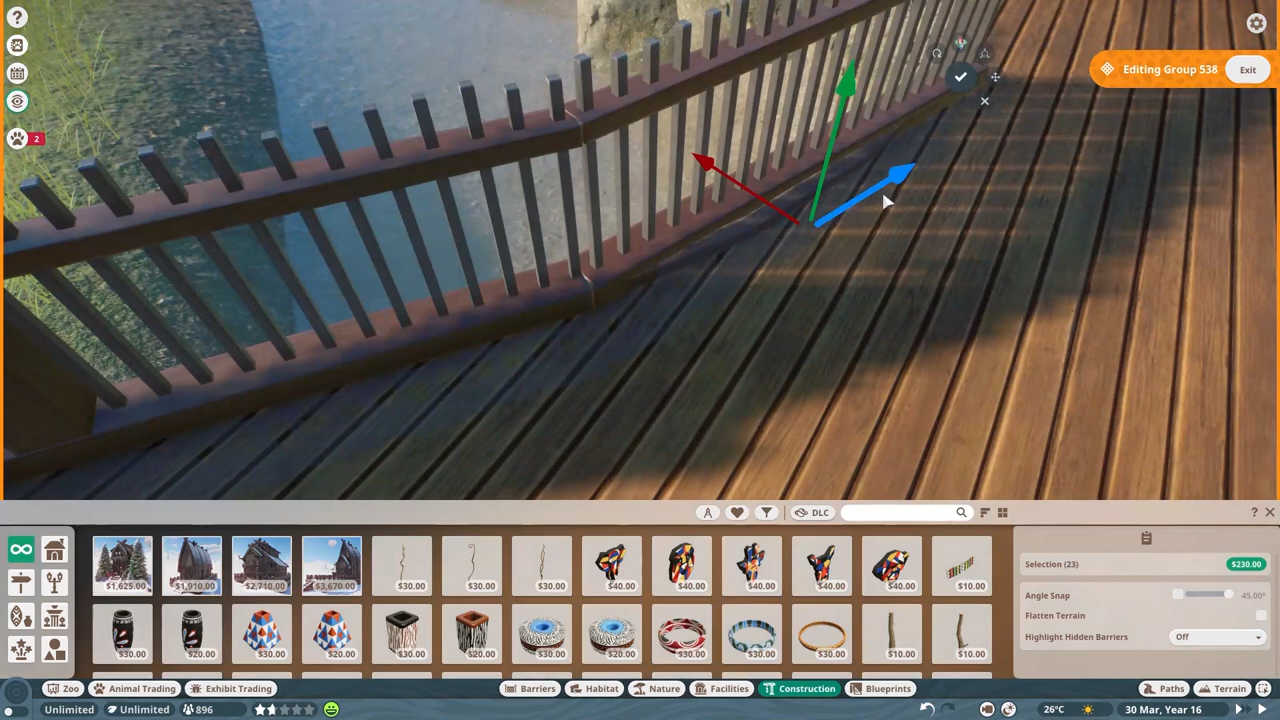 ?
Editing Group 538
Exit
2
DLC
?
$1,625.00
$1,910.00
$2,710.00
$3,670.00
$30.00
$30.00
$30.00
$40.00
$40.00
$40.00
$40.00
$40.00
$10.00
$30.00
$20.00
$30.00
$20.00
$30.00
$20.00
$30.00
$20.00
$30.00
$30.00
$30.00
$10.00
$10.00
Selection (23)
$230.00
Angle Snap
45.00°
Flatten Terrain
Highlight Hidden Barriers
Off
Zoo
Animal Trading
Exhibit Trading
Barriers
Habitat
Nature
Facilities
Construction
Blueprints
Paths
Terrain
Unlimited
Unlimited
896
26°C
30 Mar, Year 16